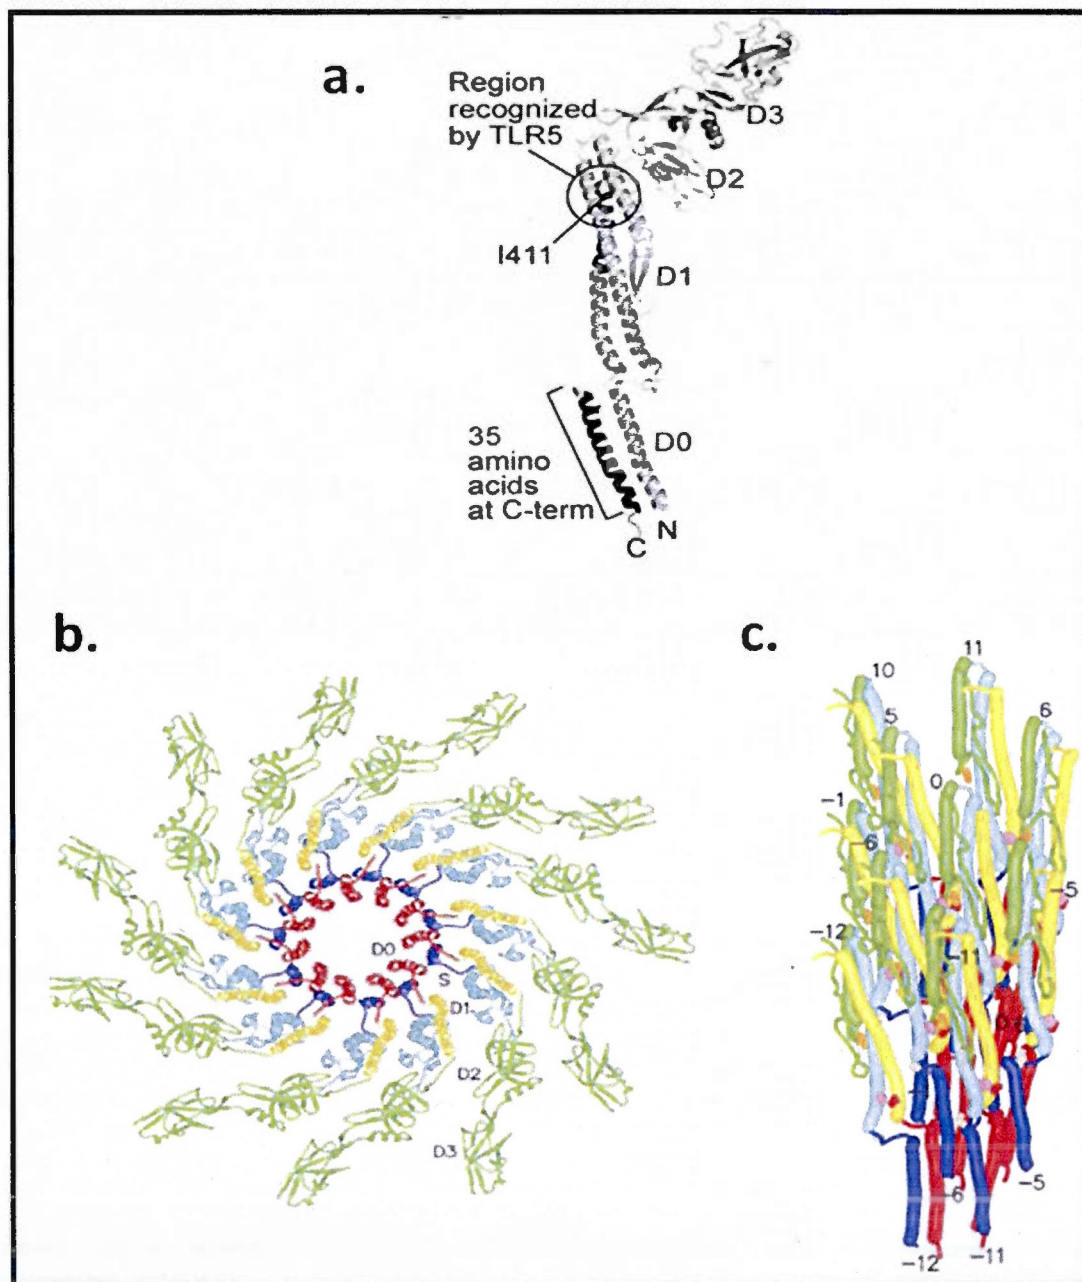 a.
Region
recognized
by TLR5
D3
D2
I411
D1
35
amino
acids
at C-term
D0
N
C
b.
D0
S
D1
D2
D3
c.
11
10
5
6
0
-1
-6
-5
-12
-11
-5
-6
-12
-11